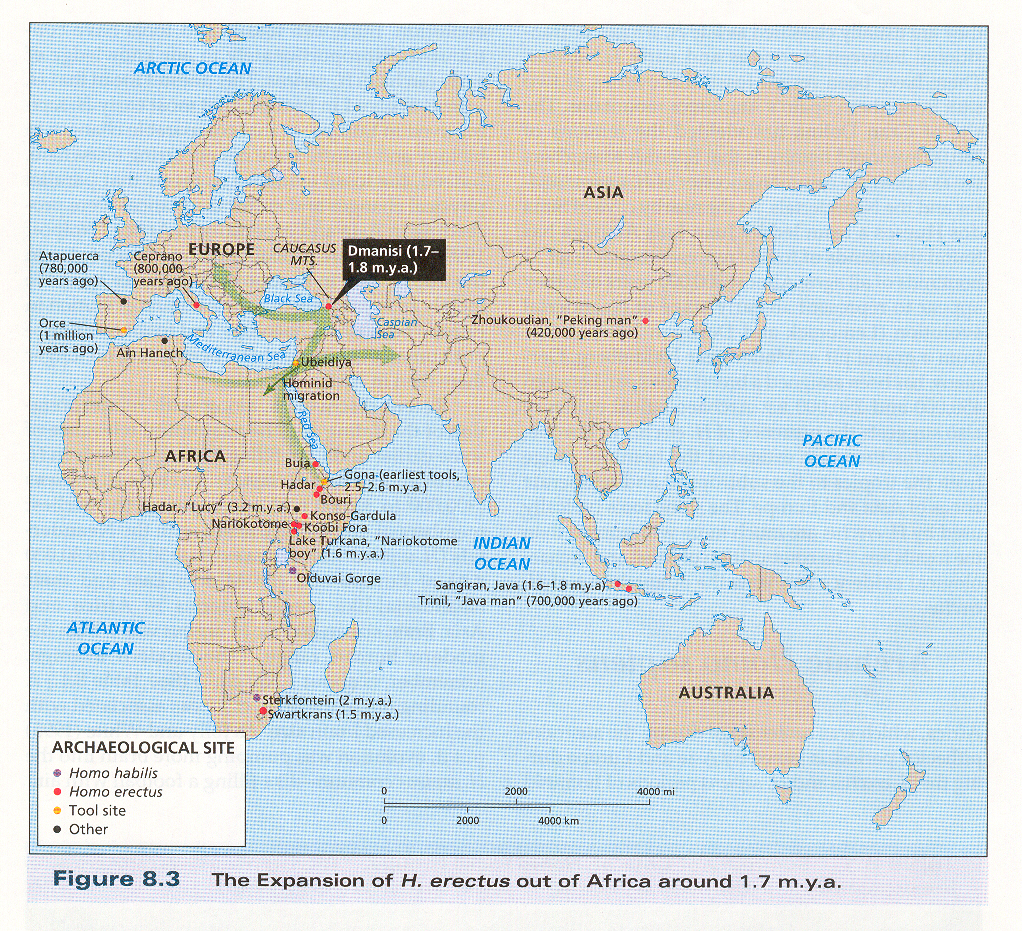 ARCTIC OCEAN
ASIA
EUROPE
CAUCASUS
MTS.
Dmanisi (1.7–
1.8 m.y.a.)
Atapuerca
(780,000
years ago)
Ceprano
(800,000
years ago)
Black Sea
Caspian
Sea
Zhoukoudian, "Peking man"
(420,000 years ago)
Orce
(1 million
years ago)
Ain Hanech
Mediterranean Sea
Ubeidiya
Hominid
migration
Red Sea
PACIFIC
OCEAN
AFRICA
Buia
Gona (earliest tools,
2.5–2.6 m.y.a.)
Hadar
Bouri
Hadar, "Lucy" (3.2 m.y.a.)
Konso-Gardula
Nariokotome
Koobi Fora
Lake Turkana, "Nariokotome
boy" (1.6 m.y.a.)
INDIAN
OCEAN
Olduvai Gorge
Sangiran, Java (1.6–1.8 m.y.a)
Trinil, "Java man" (700,000 years ago)
ATLANTIC
OCEAN
AUSTRALIA
Sterkfontein (2 m.y.a.)
Swartkrans (1.5 m.y.a.)
ARCHAEOLOGICAL SITE
Homo habilis
Homo erectus
Tool site
Other
0 2000 4000 mi
0 2000 4000 km
Figure 8.3 The Expansion of H. erectus out of Africa around 1.7 m.y.a.